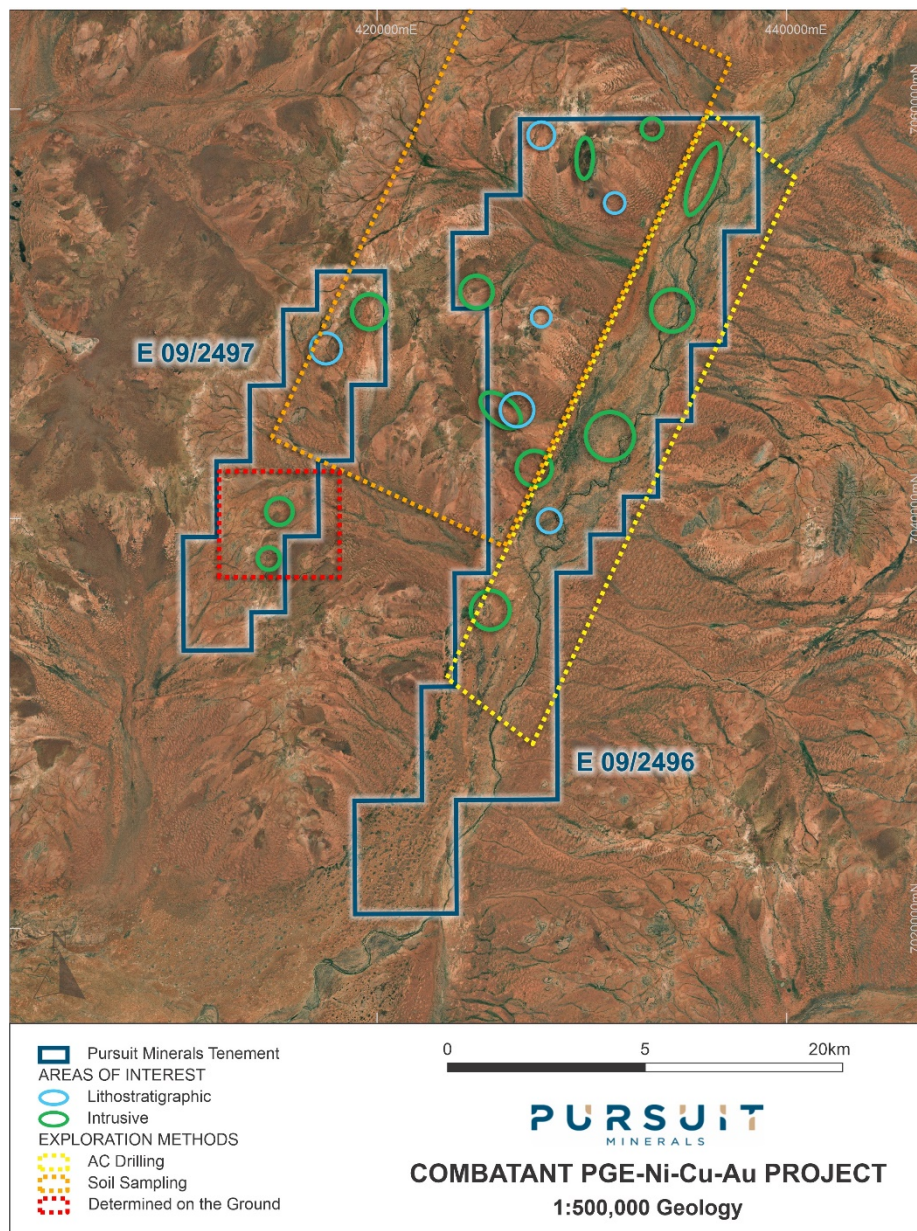 420000mE
440000mE
E 09/2497
E 09/2496
Pursuit Minerals Tenement
AREAS OF INTEREST
Lithostratigraphic
Intrusive
EXPLORATION METHODS
AC Drilling
Soil Sampling
Determined on the Ground
0 5 20km
PURSUIT
MINERALS
COMBATANT PGE-Ni-Cu-Au PROJECT
1:500,000 Geology